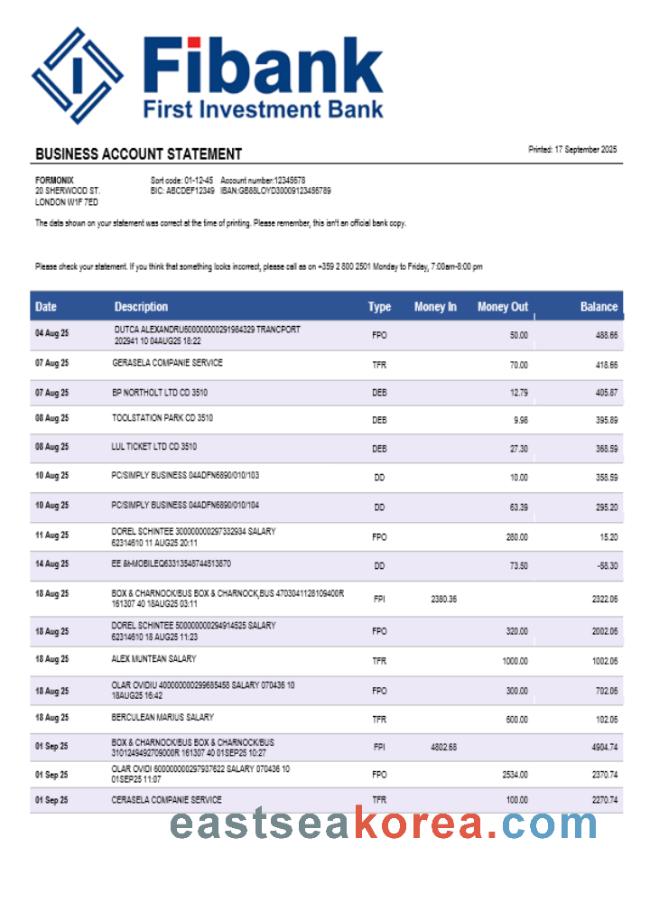 Fibank
First Investment Bank
BUSINESS ACCOUNT STATEMENT
Printed: 17 September 2025
FORMONIX
Sort code: 01-12-45 Account number:12345678
20 SHERWOOD ST.
BIC: ABCDEF12349 IBAN:GB88LOYD30009123456789
LONDON W1F 7ED
The data shown on your statement was correct at the time of printing. Please remember, this isn't an official bank copy.
Please check your statement. If you think that something looks incorrect, please call as on +359 2 800 2501 Monday to Friday, 7:00am-8:00 pm
Date Description Type Money In Money Out Balance
04 Aug 25 DUTCA ALEXANDRU600000000291984329 TRANCPORT FPO 50.00 488.66
202941 10 04AUG25 18:22
07 Aug 25 GERASELA COMPANIE SERVICE TFR 70.00 418.66
07 Aug 25 BP NORTHOLT LTD CD 3510 DEB 12.79 405.87
08 Aug 25 TOOLSTATION PARK CD 3510 DEB 9.98 395.89
08 Aug 25 LUL TICKET LTD CD 3510 DEB 27.30 368.59
10 Aug 25 PC/SIMPLY BUSINESS 04ADFN6890/010/103 DD 10.00 358.59
10 Aug 25 PC/SIMPLY BUSINESS 04ADFN6890/010/104 DD 63.39 295.20
11 Aug 25 DOREL SCHINTEE 300000000297332934 SALARY FPO 280.00 15.20
62314610 11 AUG25 20:11
14 Aug 25 EE &t-MOBILEQ63313548744513870 DD 73.50 -58.30
18 Aug 25 BOX & CHARNOCK/BUS BOX & CHARNOCK,BUS 4703041128109400R FPI 2380.36 2322.06
161307 40 18AUG25 03:11
18 Aug 25 DOREL SCHINTEE 500000000294914525 SALARY FPO 320.00 2002.06
62314610 18 AUG25 11:23
18 Aug 25 ALEX MUNTEAN SALARY TFR 1000.00 1002.06
18 Aug 25 OLAR OVIDIU 400000000299685458 SALARY 070436 10 FPO 300.00 702.06
18AUG25 16:42
18 Aug 25 BERCULEAN MARIUS SALARY TFR 600.00 102.06
01 Sep 25 BOX & CHARNOCK/BUS BOX & CHARNOCK/BUS FPI 4802.68 4904.74
3101249492709000R 161307 40 01SEP25 10:27
01 Sep 25 OLAR OVIDI 600000000297937622 SALARY 070436 10 FPO 2534.00 2370.74
01SEP25 11:07
01 Sep 25 CERASELA COMPANIE SERVICE TFR 100.00 2270.74
eastseakorea.com